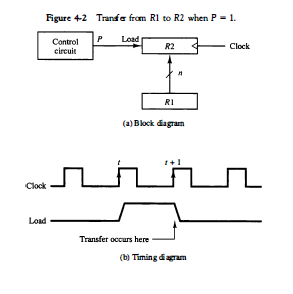 Figure 4-2 Transfer from R1 to R2 when P = 1.
Control
circuit
P
Load
R2
Clock
n
R1
(a) Block diagram
t
t + 1
Clock
Load
Transfer occurs here
(b) Timing diagram